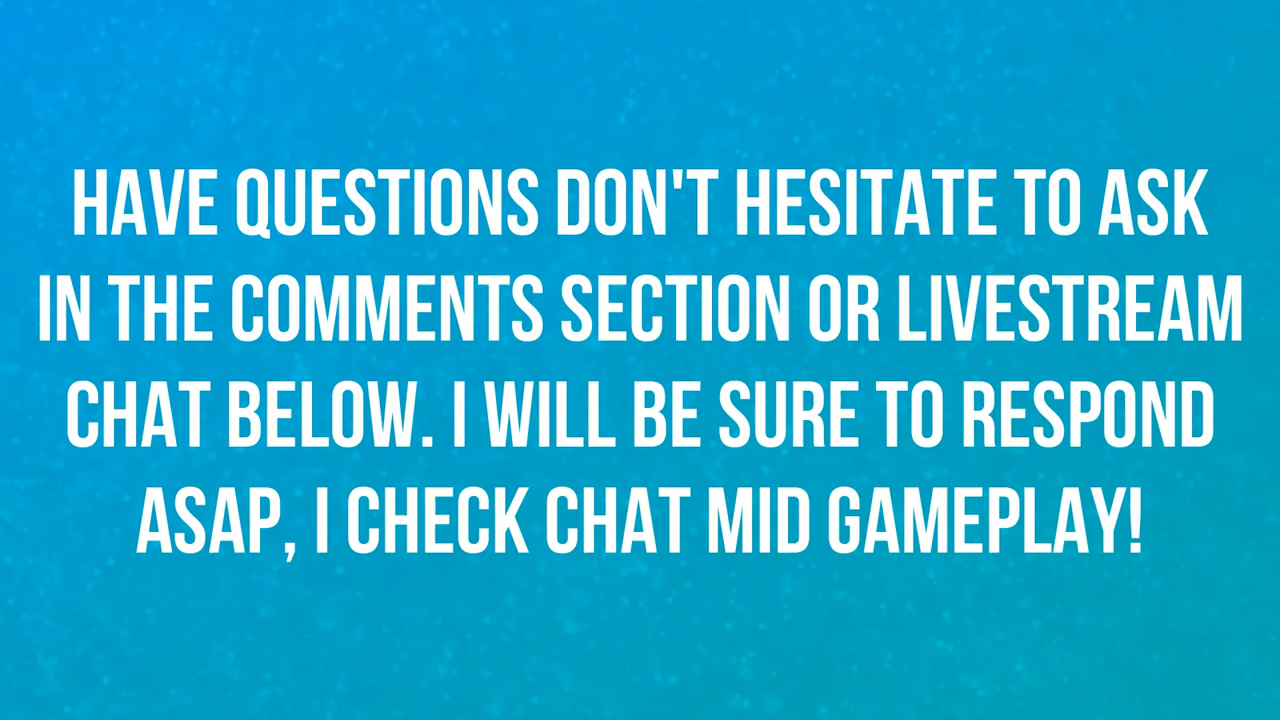 HAVE QUESTIONS DON'T HESITATE TO ASK
IN THE COMMENTS SECTION OR LIVESTREAM
CHAT BELOW. I WILL BE SURE TO RESPOND
ASAP, I CHECK CHAT MID GAMEPLAY!